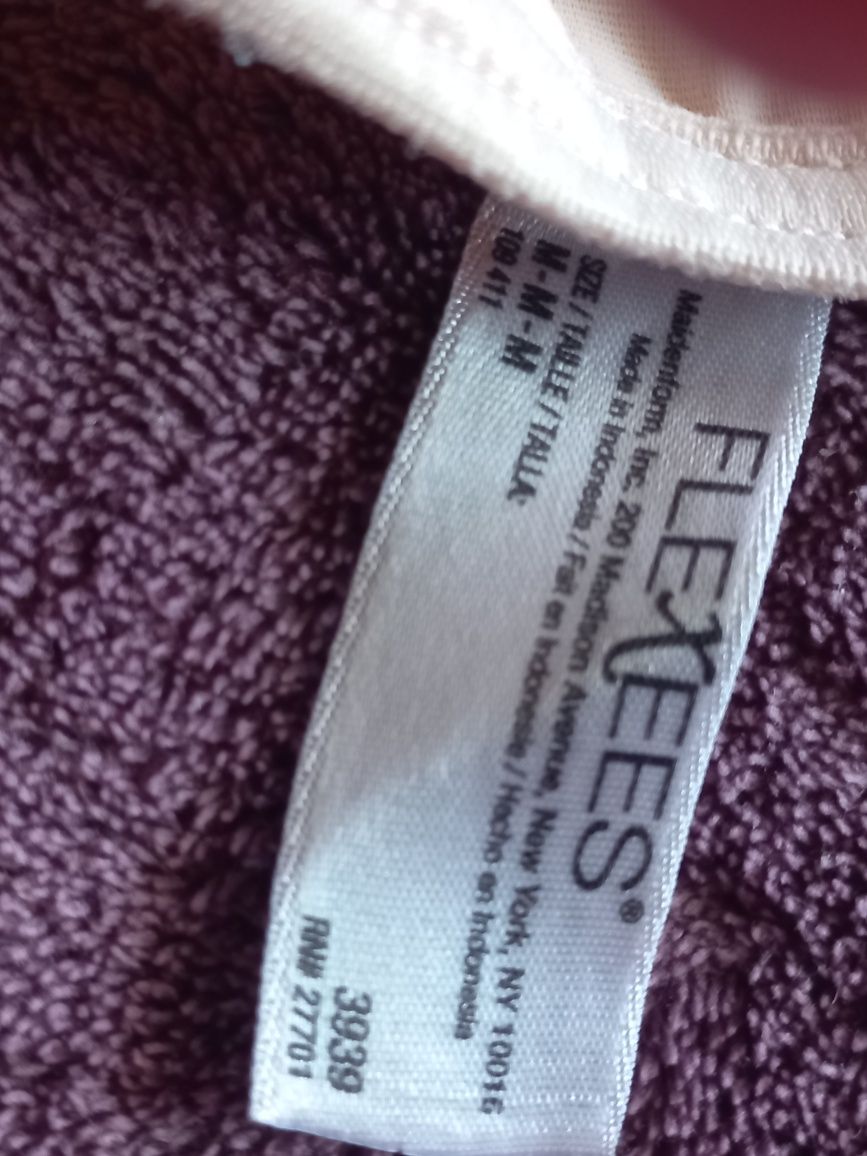 FLEXEES®
Maidenform, Inc. 200 Madison Avenue, New York, NY 10016
Made in Indonesia / Fait en Indonesie / Hecho en Indonesia
SIZE / TAILLE / TALLA:
M - M - M
109 411
3939
RN# 27701